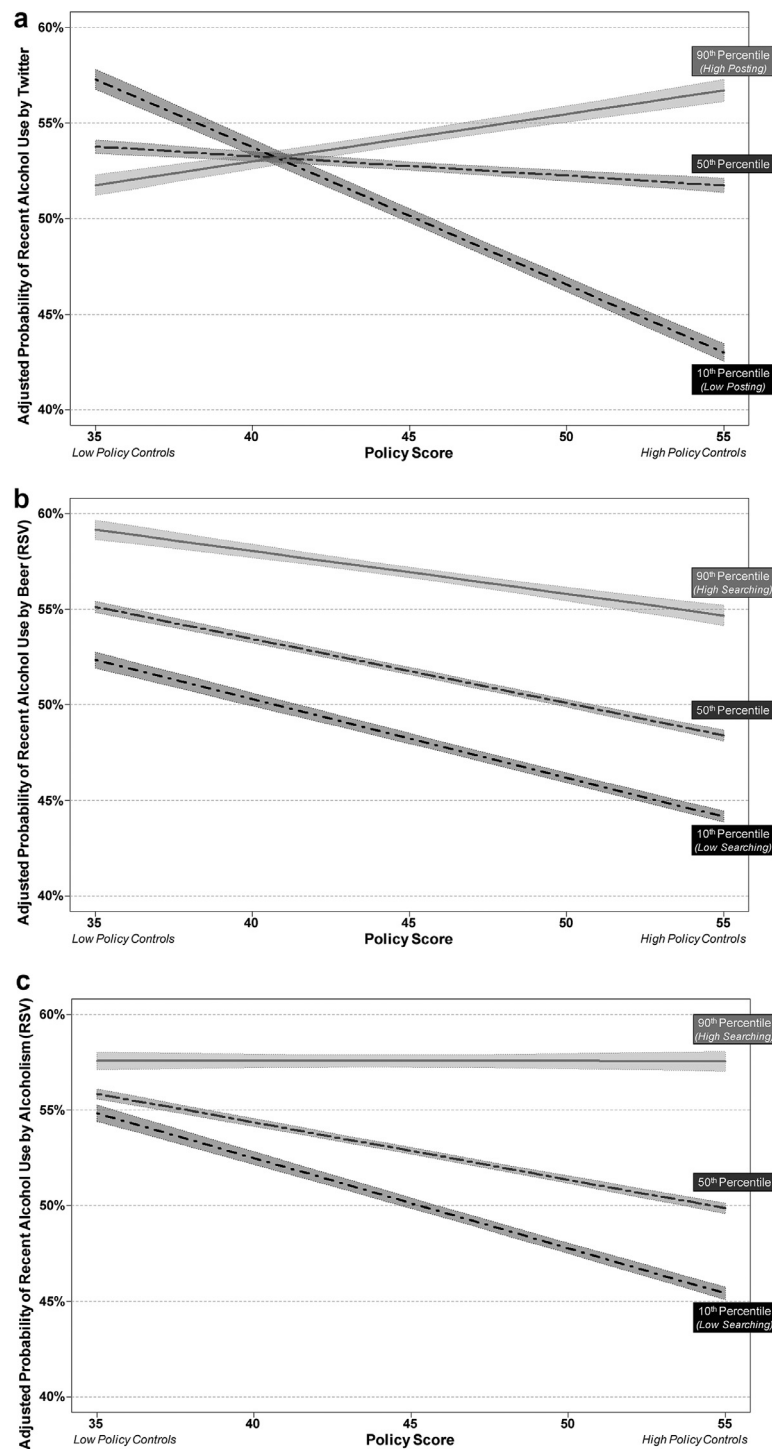 a
Adjusted Probability of Recent Alcohol Use by Twitter
60%
55%
50%
45%
40%
90th Percentile
(High Posting)
50th Percentile
10th Percentile
(Low Posting)
35
40
45
50
55
Low Policy Controls
Policy Score
High Policy Controls
b
Adjusted Probability of Recent Alcohol Use by Beer (RSV)
60%
55%
50%
45%
40%
90th Percentile
(High Searching)
50th Percentile
10th Percentile
(Low Searching)
35
40
45
50
55
Low Policy Controls
Policy Score
High Policy Controls
c
Adjusted Probability of Recent Alcohol Use by Alcoholism (RSV)
60%
55%
50%
45%
40%
90th Percentile
(High Searching)
50th Percentile
10th Percentile
(Low Searching)
35
40
45
50
55
Low Policy Controls
Policy Score
High Policy Controls